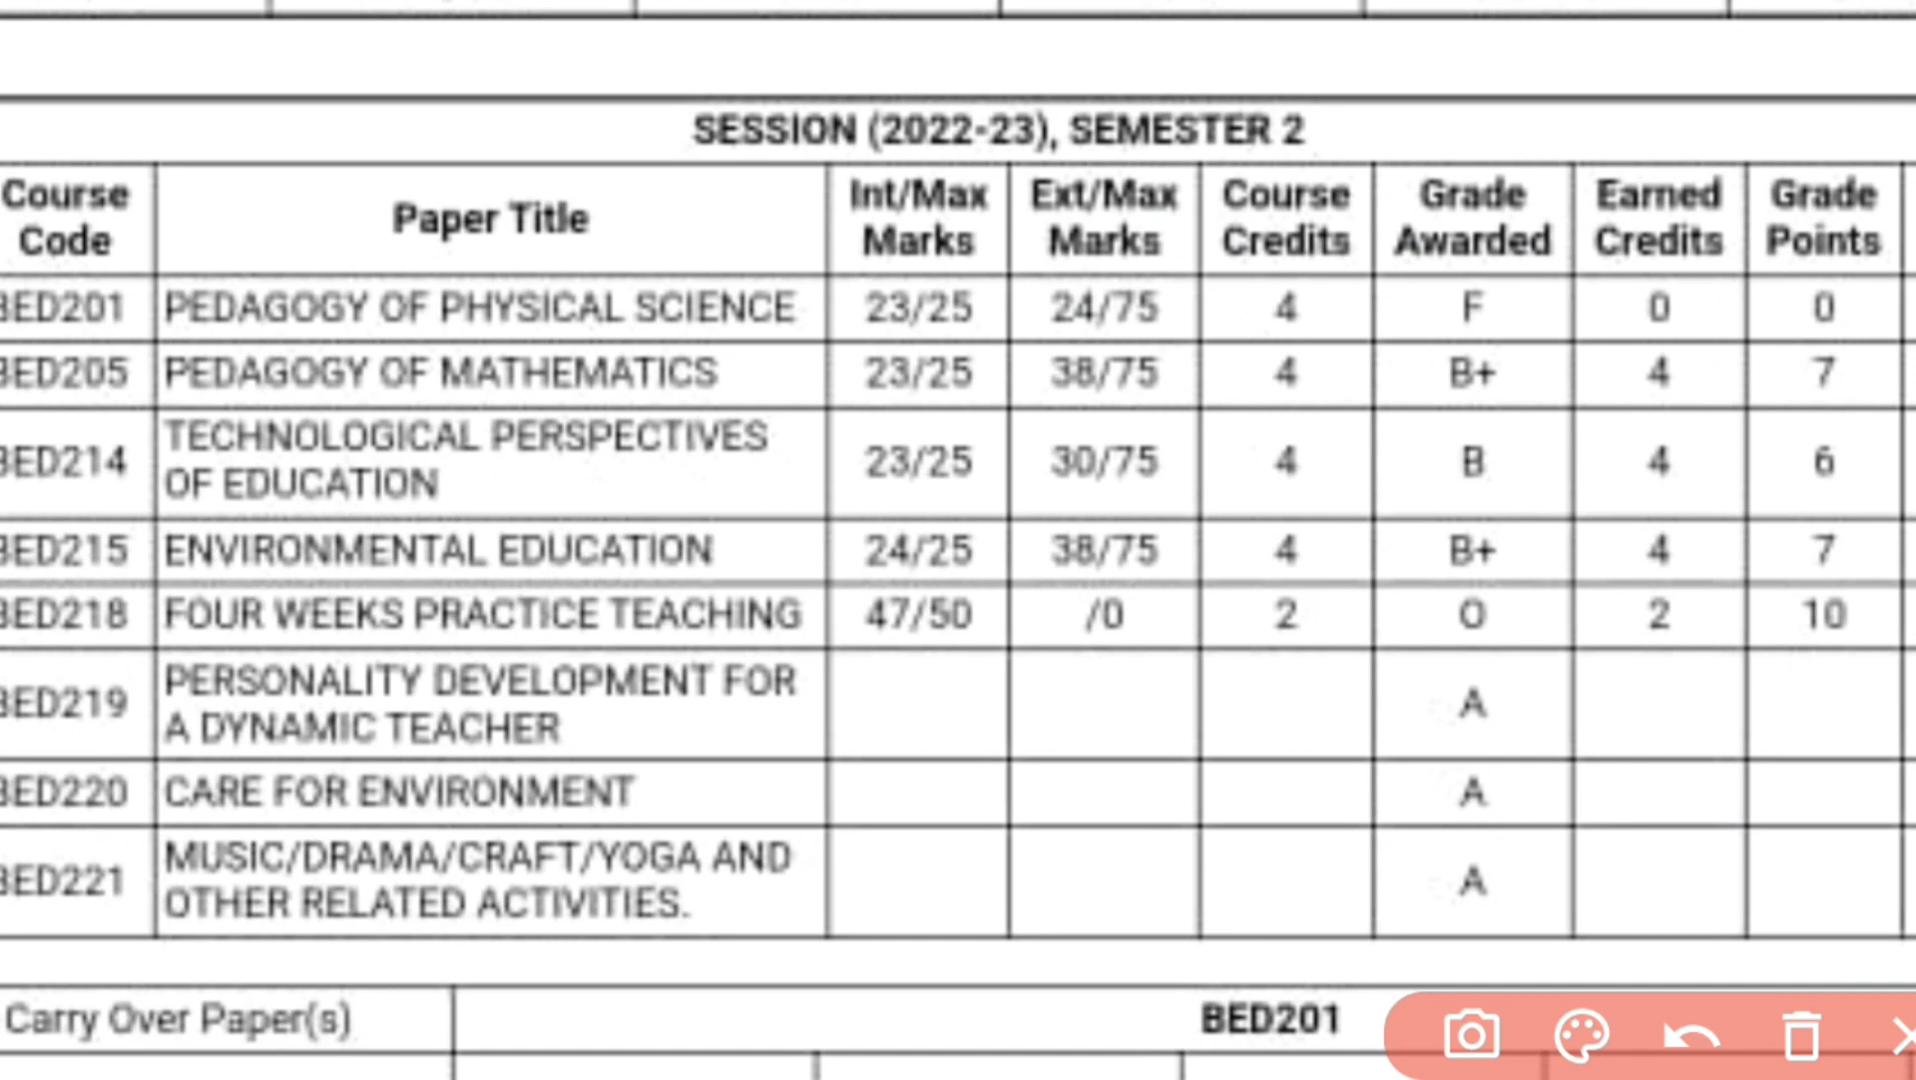 SESSION (2022-23), SEMESTER 2
Course Code Paper Title Int/Max Marks Ext/Max Marks Course Credits Grade Awarded Earned Credits Grade Points
BED201 PEDAGOGY OF PHYSICAL SCIENCE 23/25 24/75 4 F 0 0
BED205 PEDAGOGY OF MATHEMATICS 23/25 38/75 4 B+ 4 7
BED214 TECHNOLOGICAL PERSPECTIVES OF EDUCATION 23/25 30/75 4 B 4 6
BED215 ENVIRONMENTAL EDUCATION 24/25 38/75 4 B+ 4 7
BED218 FOUR WEEKS PRACTICE TEACHING 47/50 /0 2 O 2 10
BED219 PERSONALITY DEVELOPMENT FOR A DYNAMIC TEACHER A
BED220 CARE FOR ENVIRONMENT A
BED221 MUSIC/DRAMA/CRAFT/YOGA AND OTHER RELATED ACTIVITIES. A
Carry Over Paper(s) BED201